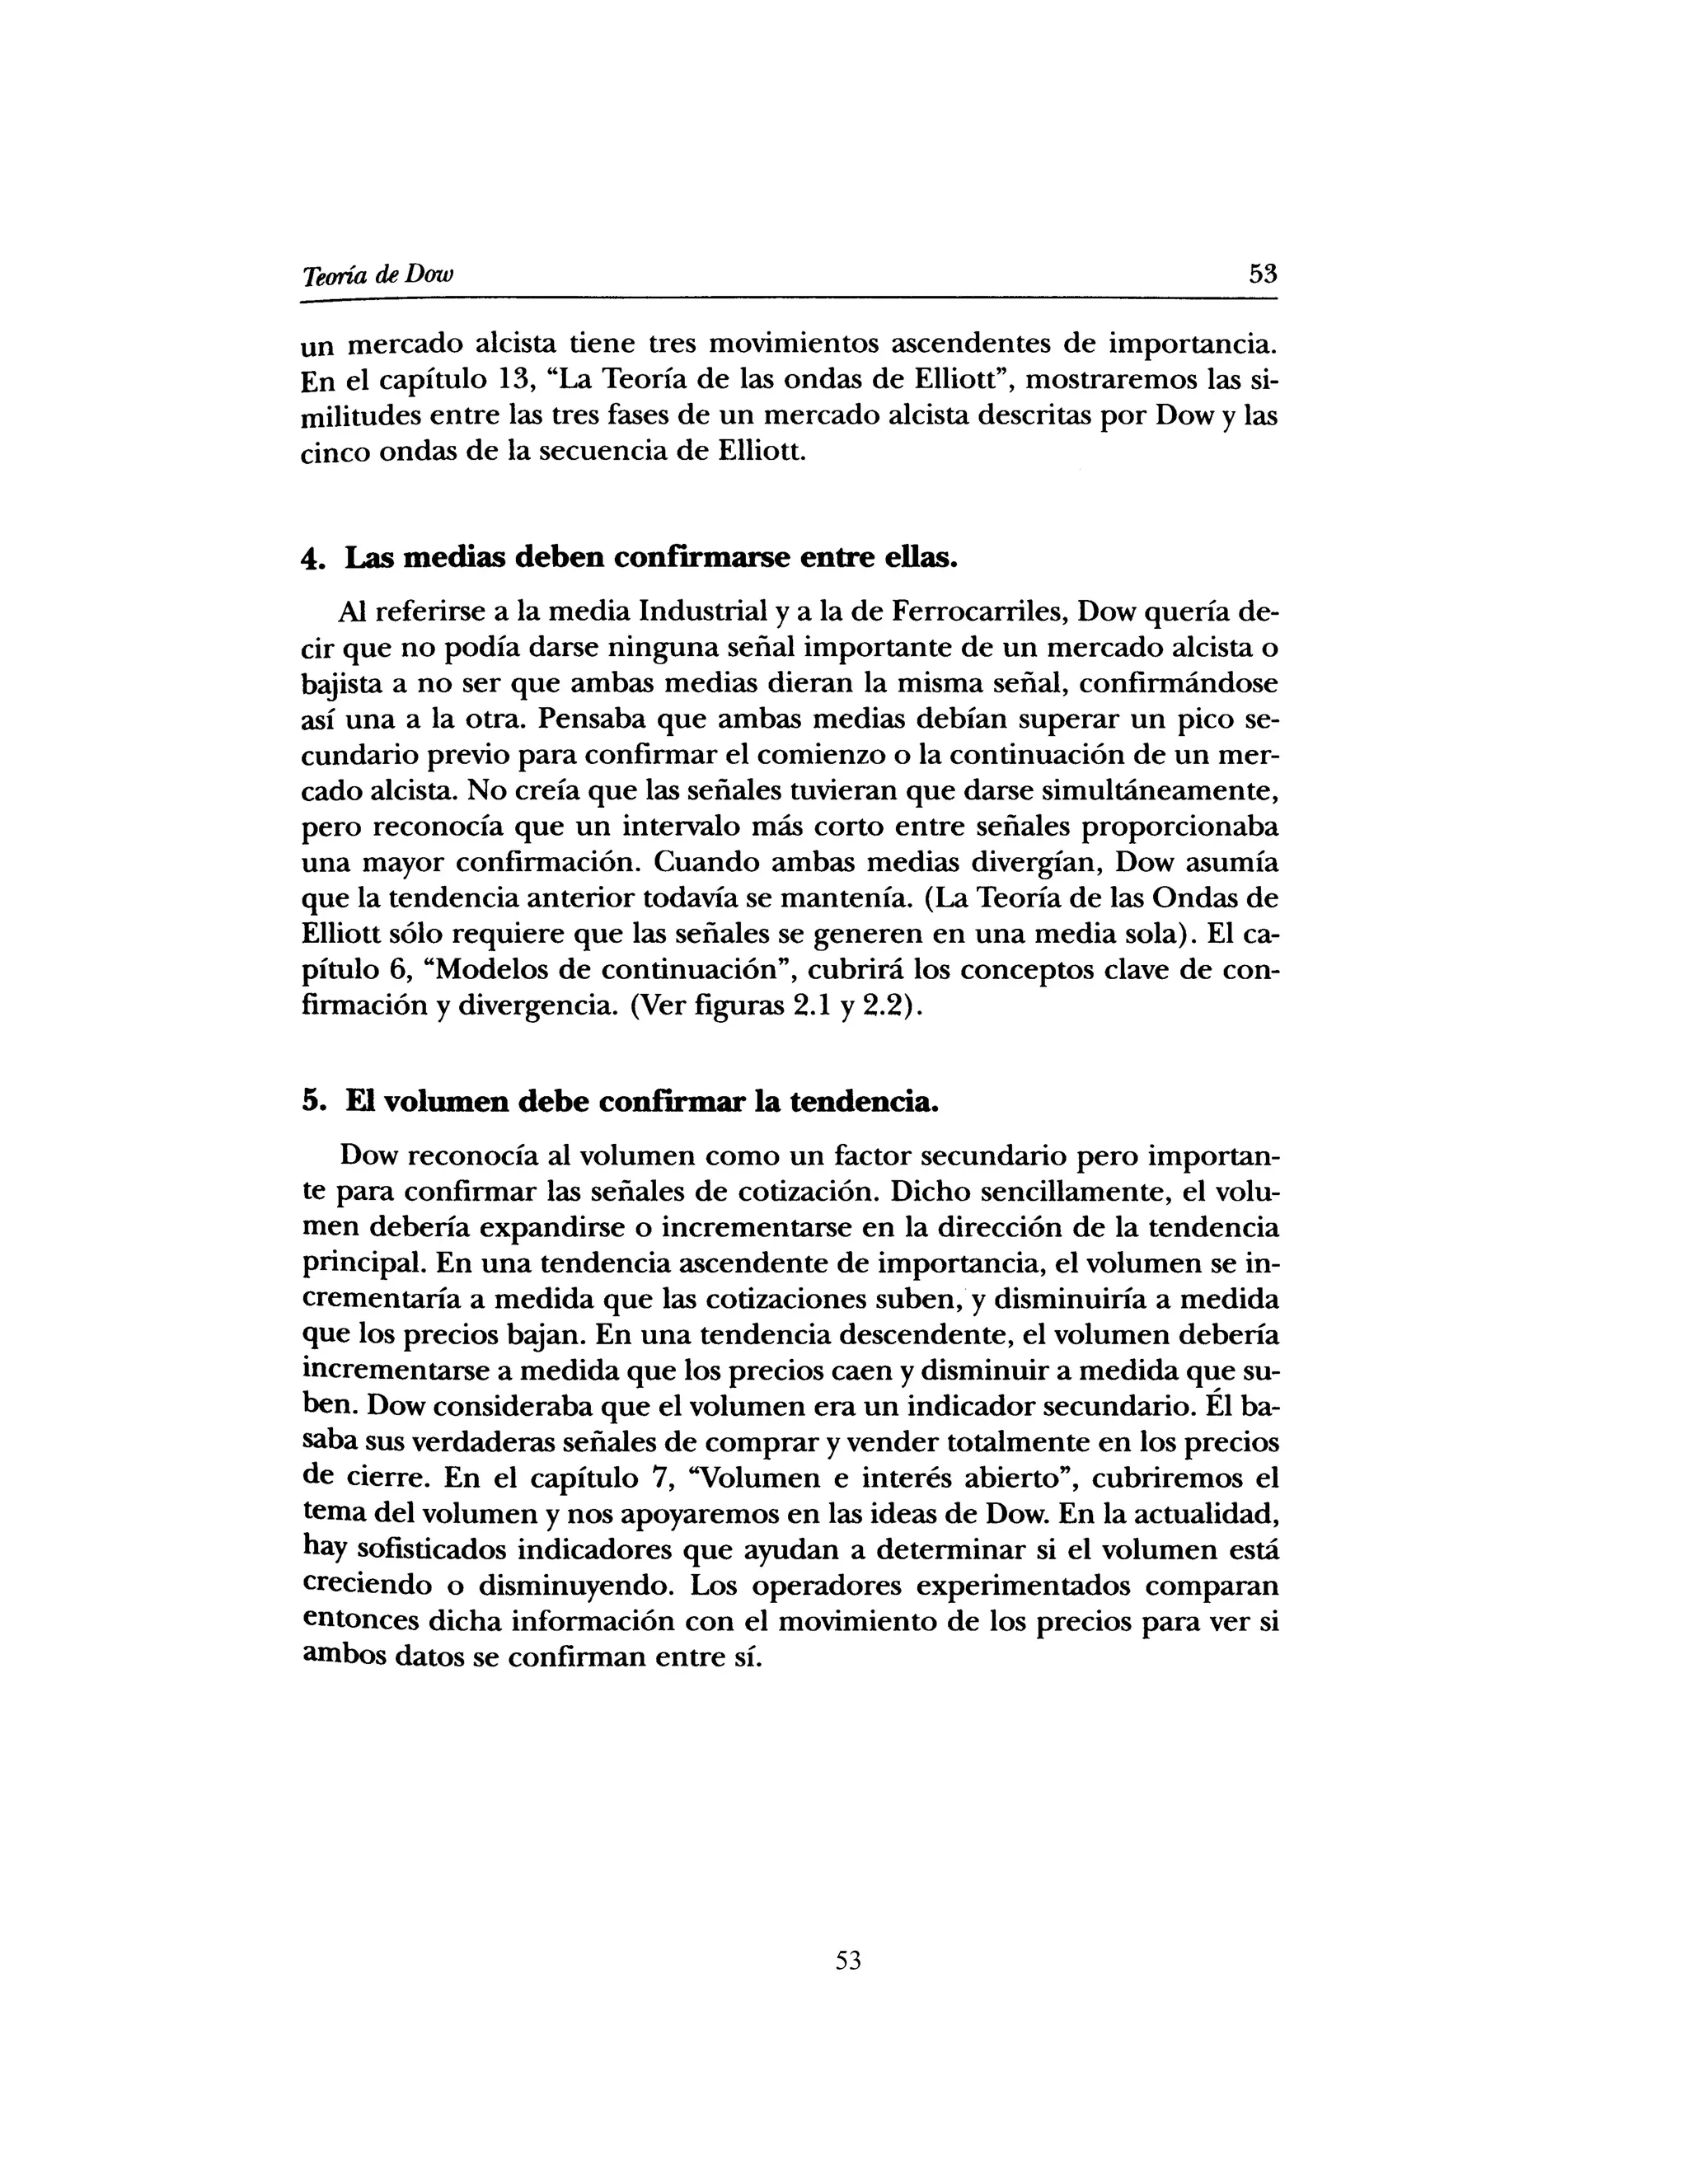 Teoría de Dow 53
un mercado alcista tiene tres movimientos ascendentes de importancia.
En el capítulo 13, “La Teoría de las ondas de Elliott”, mostraremos las si-
militudes entre las tres fases de un mercado alcista descritas por Dow y las
cinco ondas de la secuencia de Elliott.
4. Las medias deben confirmarse entre ellas.
Al referirse a la media Industrial y a la de Ferrocarriles, Dow quería de-
cir que no podía darse ninguna señal importante de un mercado alcista o
bajista a no ser que ambas medias dieran la misma señal, confirmándose
así una a la otra. Pensaba que ambas medias debían superar un pico se-
cundario previo para confirmar el comienzo o la continuación de un mer-
cado alcista. No creía que las señales tuvieran que darse simultáneamente,
pero reconocía que un intervalo más corto entre señales proporcionaba
una mayor confirmación. Cuando ambas medias divergían, Dow asumía
que la tendencia anterior todavía se mantenía. (La Teoría de las Ondas de
Elliott sólo requiere que las señales se generen en una media sola). El ca-
pítulo 6, “Modelos de continuación”, cubrirá los conceptos clave de con-
firmación y divergencia. (Ver figuras 2.1 y 2.2).
5. El volumen debe confirmar la tendencia.
Dow reconocía al volumen como un factor secundario pero importan-
te para confirmar las señales de cotización. Dicho sencillamente, el volu-
men debería expandirse o incrementarse en la dirección de la tendencia
principal. En una tendencia ascendente de importancia, el volumen se in-
crementaría a medida que las cotizaciones suben, y disminuiría a medida
que los precios bajan. En una tendencia descendente, el volumen debería
incrementarse a medida que los precios caen y disminuir a medida que su-
ben. Dow consideraba que el volumen era un indicador secundario. Él ba-
saba sus verdaderas señales de comprar y vender totalmente en los precios
de cierre. En el capítulo 7, “Volumen e interés abierto”, cubriremos el
tema del volumen y nos apoyaremos en las ideas de Dow. En la actualidad,
hay sofisticados indicadores que ayudan a determinar si el volumen está
creciendo o disminuyendo. Los operadores experimentados comparan
entonces dicha información con el movimiento de los precios para ver si
ambos datos se confirman entre sí.
53